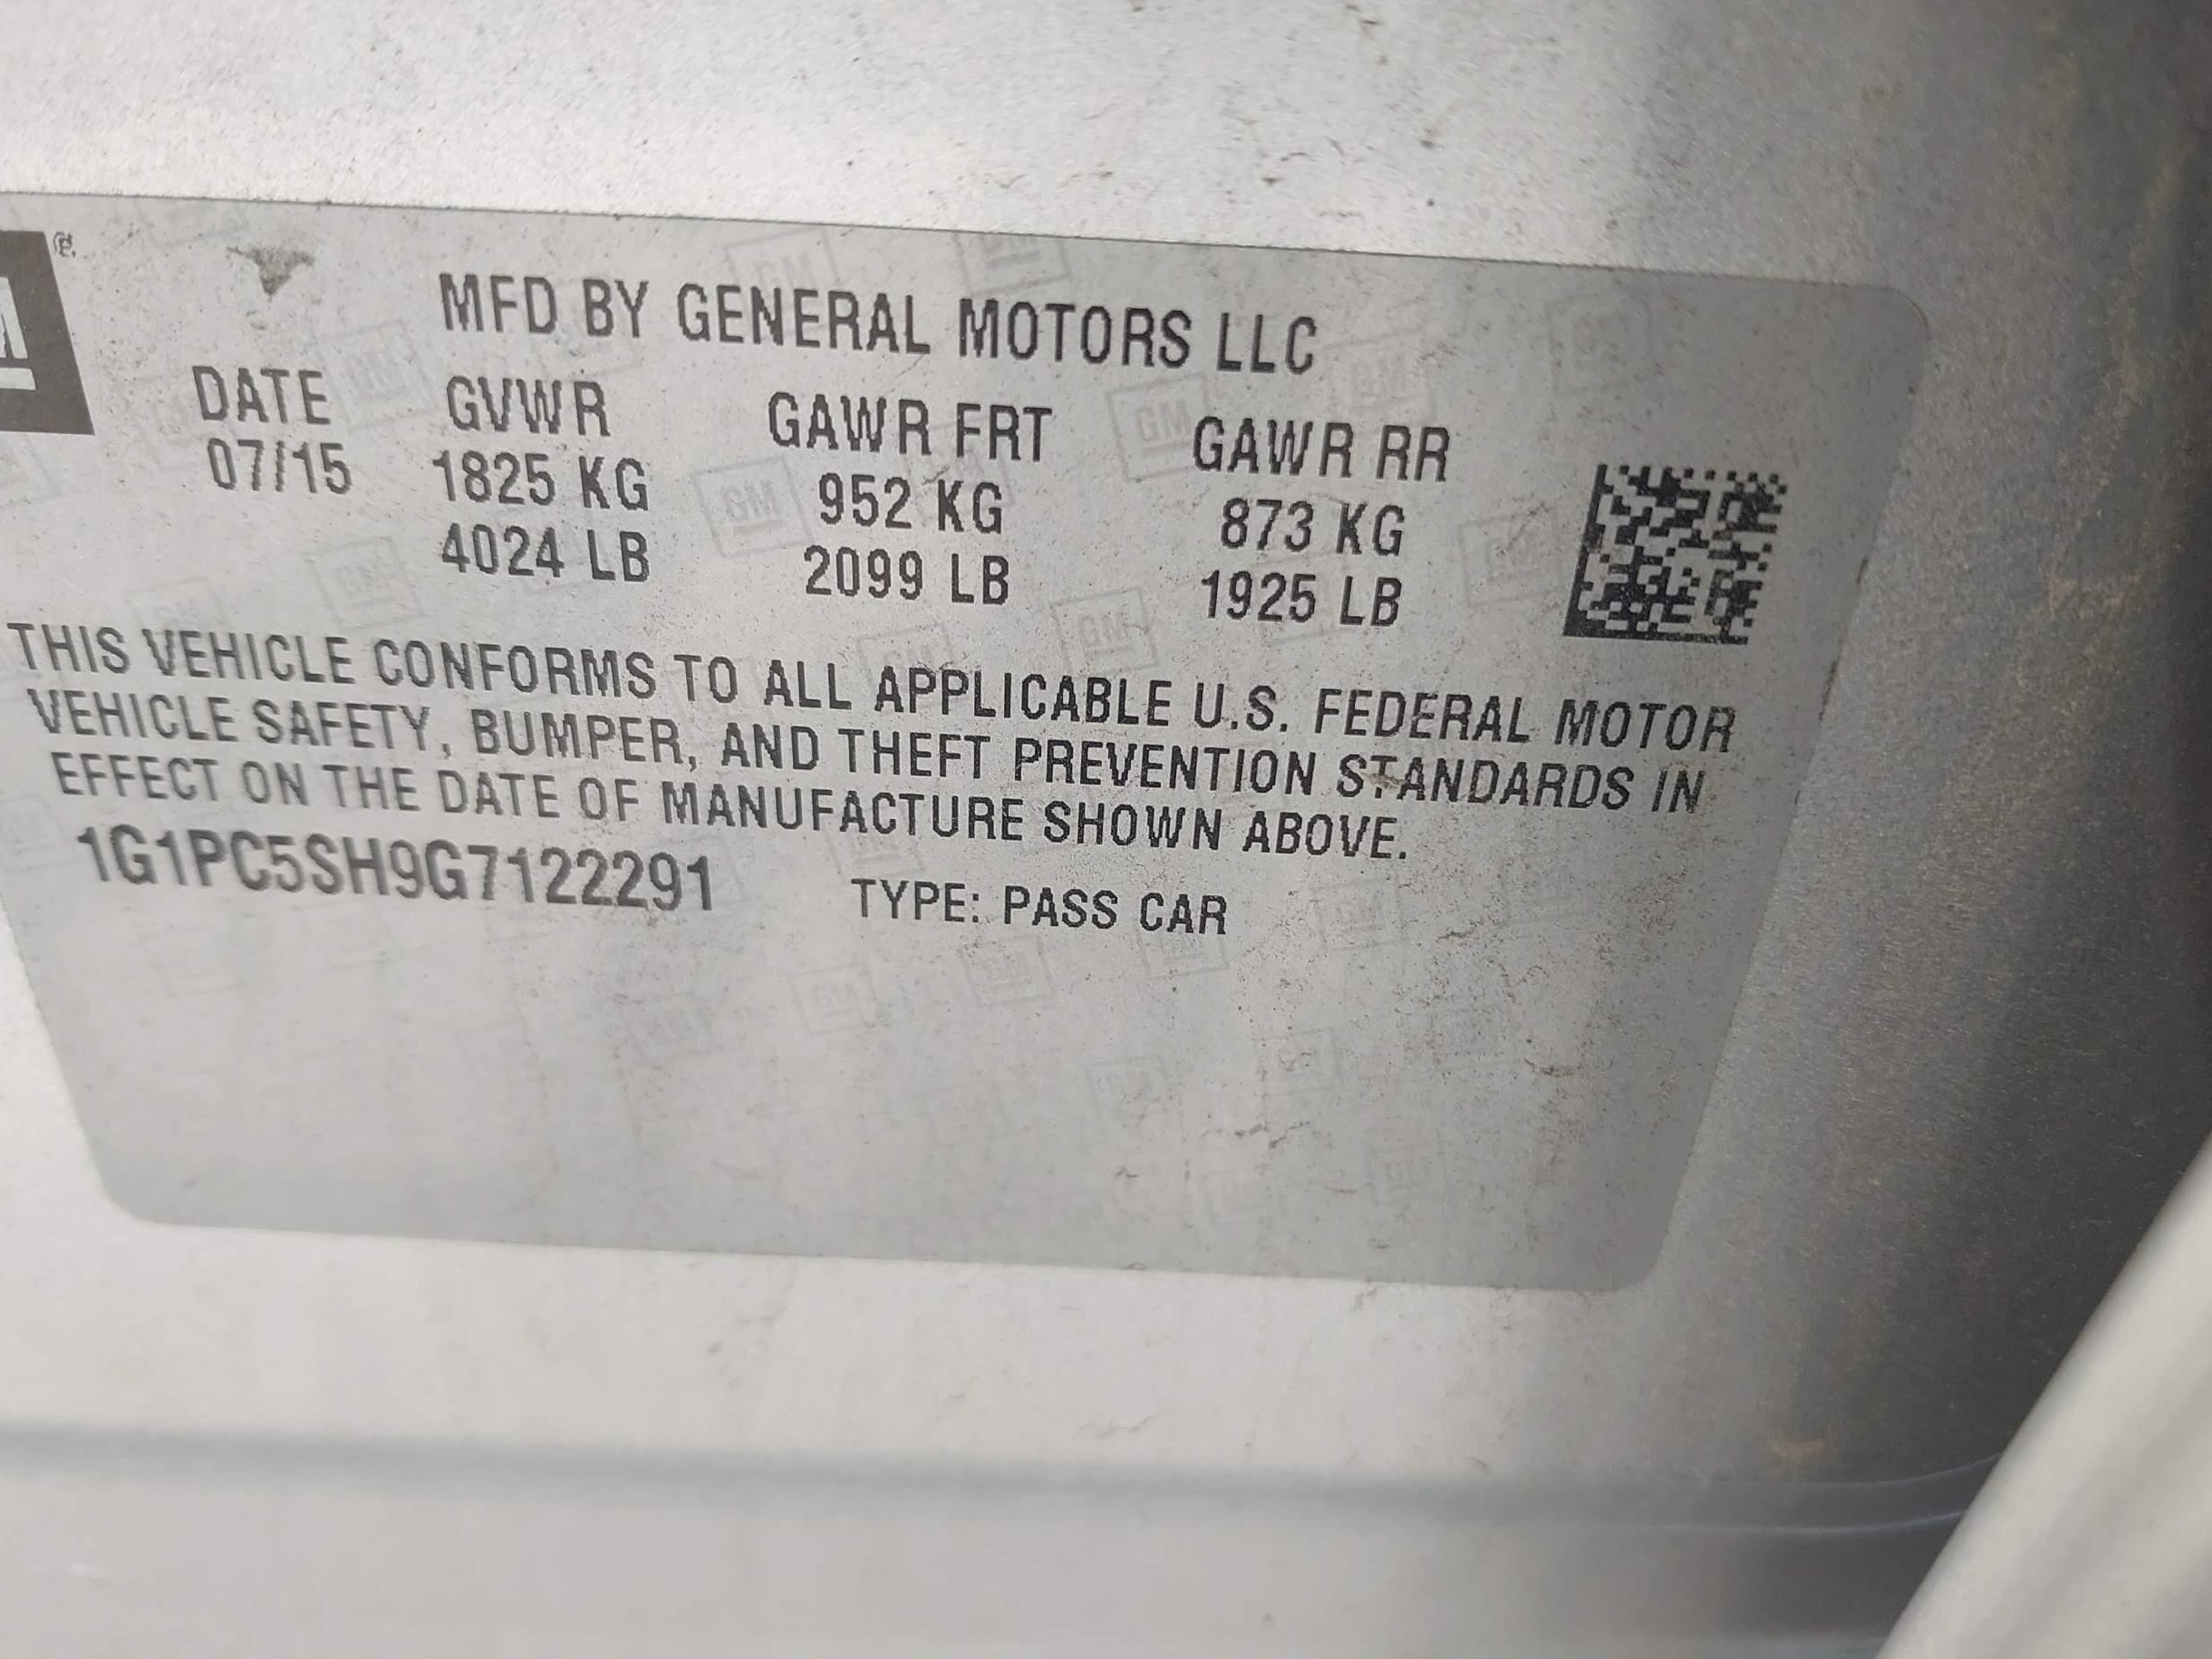 MFD BY GENERAL MOTORS LLC
DATE GVWR GAWR FRT GAWR RR
07/15 1825 KG 952 KG 873 KG
4024 LB 2099 LB 1925 LB
THIS VEHICLE CONFORMS TO ALL APPLICABLE U.S. FEDERAL MOTOR
VEHICLE SAFETY, BUMPER, AND THEFT PREVENTION STANDARDS IN
EFFECT ON THE DATE OF MANUFACTURE SHOWN ABOVE.
1G1PC5SH9G7122291 TYPE: PASS CAR